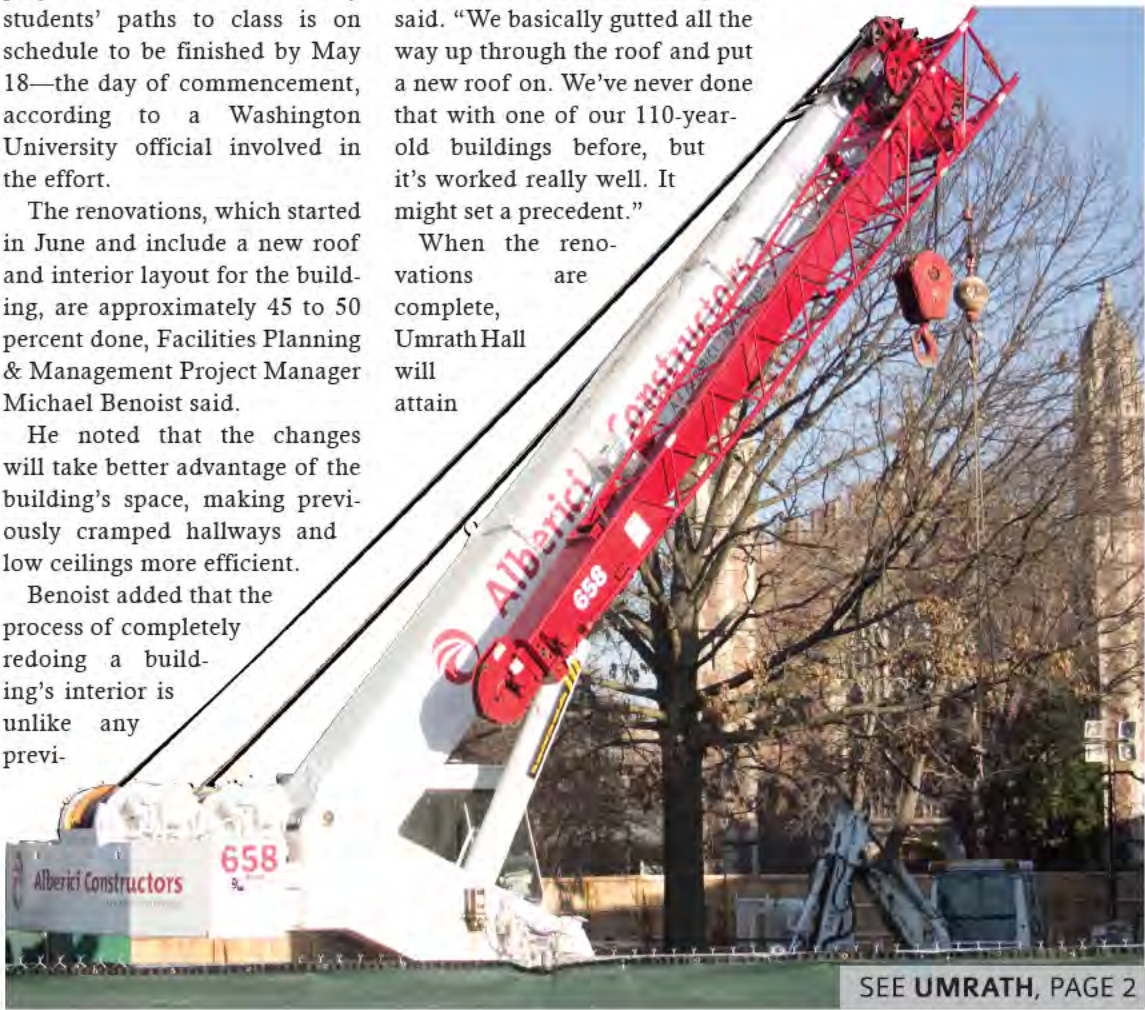 students’ paths to class is on
schedule to be finished by May
18—the day of commencement,
according to a Washington
University official involved in
the effort.
The renovations, which started
in June and include a new roof
and interior layout for the build-
ing, are approximately 45 to 50
percent done, Facilities Planning
& Management Project Manager
Michael Benoist said.
He noted that the changes
will take better advantage of the
building’s space, making previ-
ously cramped hallways and
low ceilings more efficient.
Benoist added that the
process of completely
redoing a build-
ing’s interior is
unlike any
previ-
said. “We basically gutted all the
way up through the roof and put
a new roof on. We’ve never done
that with one of our 110-year-
old buildings before, but
it’s worked really well. It
might set a precedent.”
When the reno-
vations are
complete,
Umrath Hall
will
attain
Alberici Constructors
658
Alberici Constructors
658
SEE UMRATH, PAGE 2